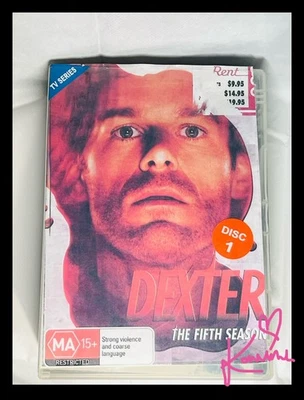 TV SERIES
Rent
$9.95
$14.95
$19.95
DISC
1
DEXTER
THE FIFTH SEASON
MA 15+
RESTRICTED
Strong violence
and coarse
language